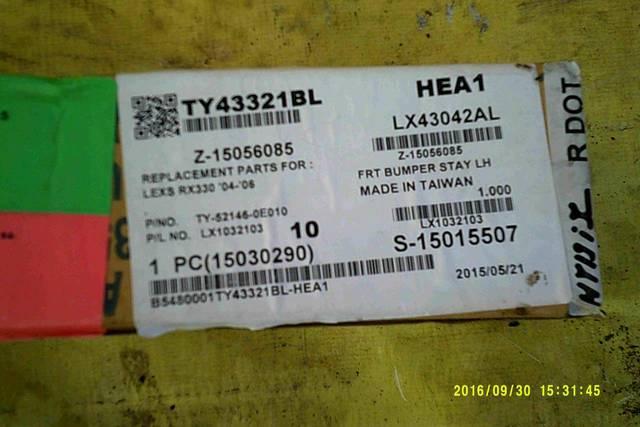 TY43321BL
HEA1
LX43042AL
Z-15056085
Z-15056085
REPLACEMENT PARTS FOR :
LEXS RX330 '04-'06
FRT BUMPER STAY LH
MADE IN TAIWAN
1.000
P/NO. TY-52146-0E010
P/L NO. LX1032103
10
LX1032103
1 PC(15030290)
S-15015507
B5480001TY43321BL-HEA1
2015/05/21
R DOT
2016/09/30 15:31:45